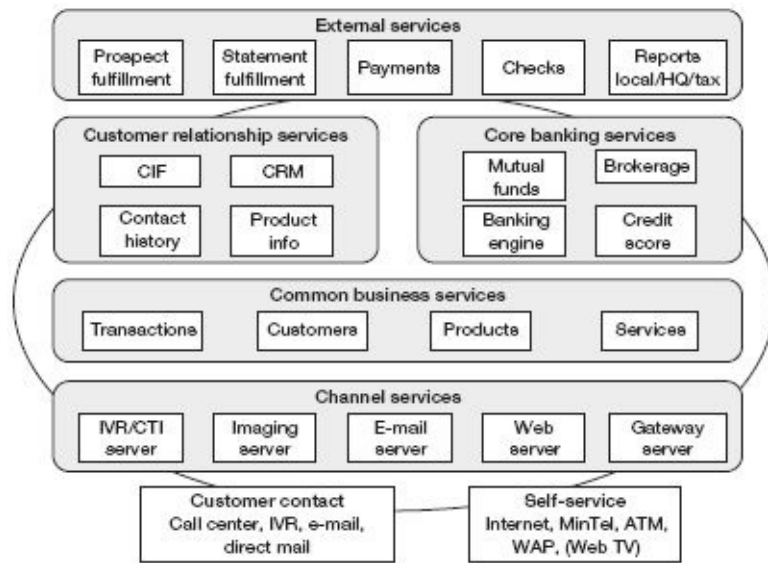 External services
Prospect
fulfillment
Statement
fulfillment
Payments
Checks
Reports
local/HQ/tax
Customer relationship services
CIF
CRM
Contact
history
Product
info
Core banking services
Mutual
funds
Brokerage
Banking
engine
Credit
score
Common business services
Transactions
Customers
Products
Services
Channel services
IVR/CTI
server
Imaging
server
E-mail
server
Web
server
Gateway
server
Customer contact
Call center, IVR, e-mail,
direct mail
Self-service
Internet, MinTel, ATM,
WAP, (Web TV)